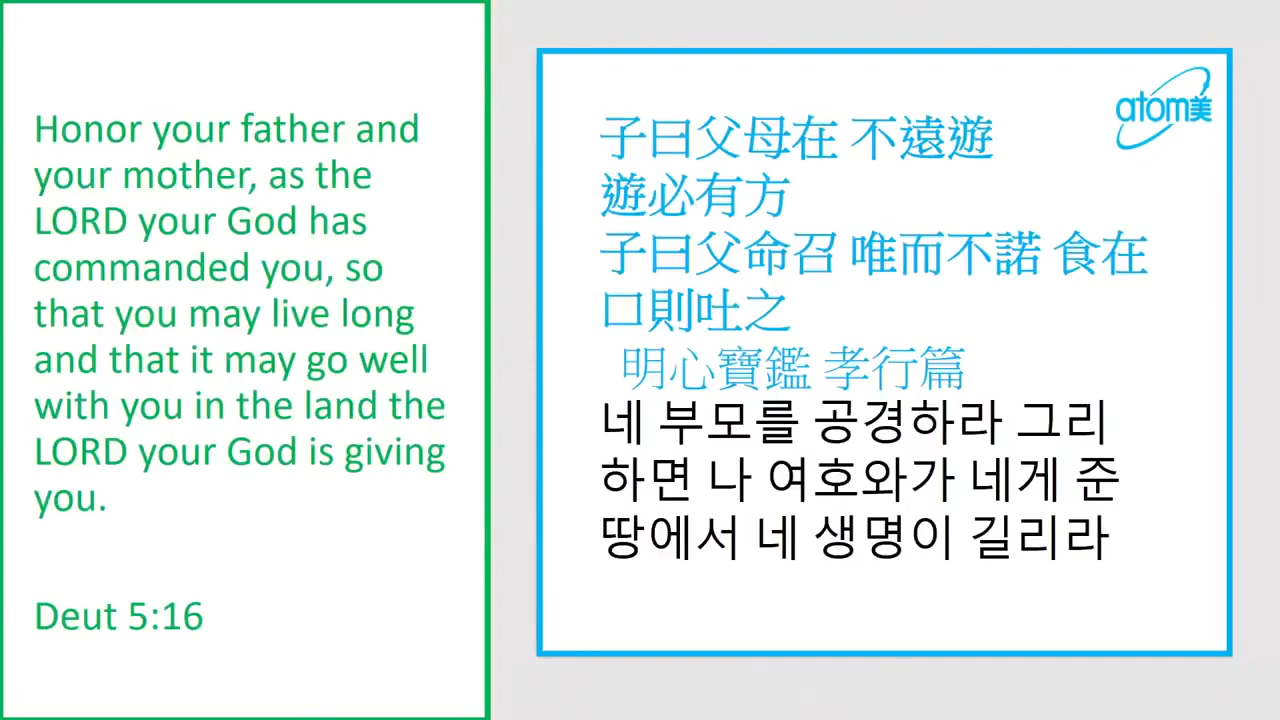 Honor your father and
your mother, as the
LORD your God has
commanded you, so
that you may live long
and that it may go well
with you in the land the
LORD your God is giving
you.
Deut 5:16
atom美
子曰父母在 不遠遊
遊必有方
子曰父命召 唯而不諾 食在
口則吐之
明心寶鑑 孝行篇
네 부모를 공경하라 그리
하면 나 여호와가 네게 준
땅에서 네 생명이 길리라